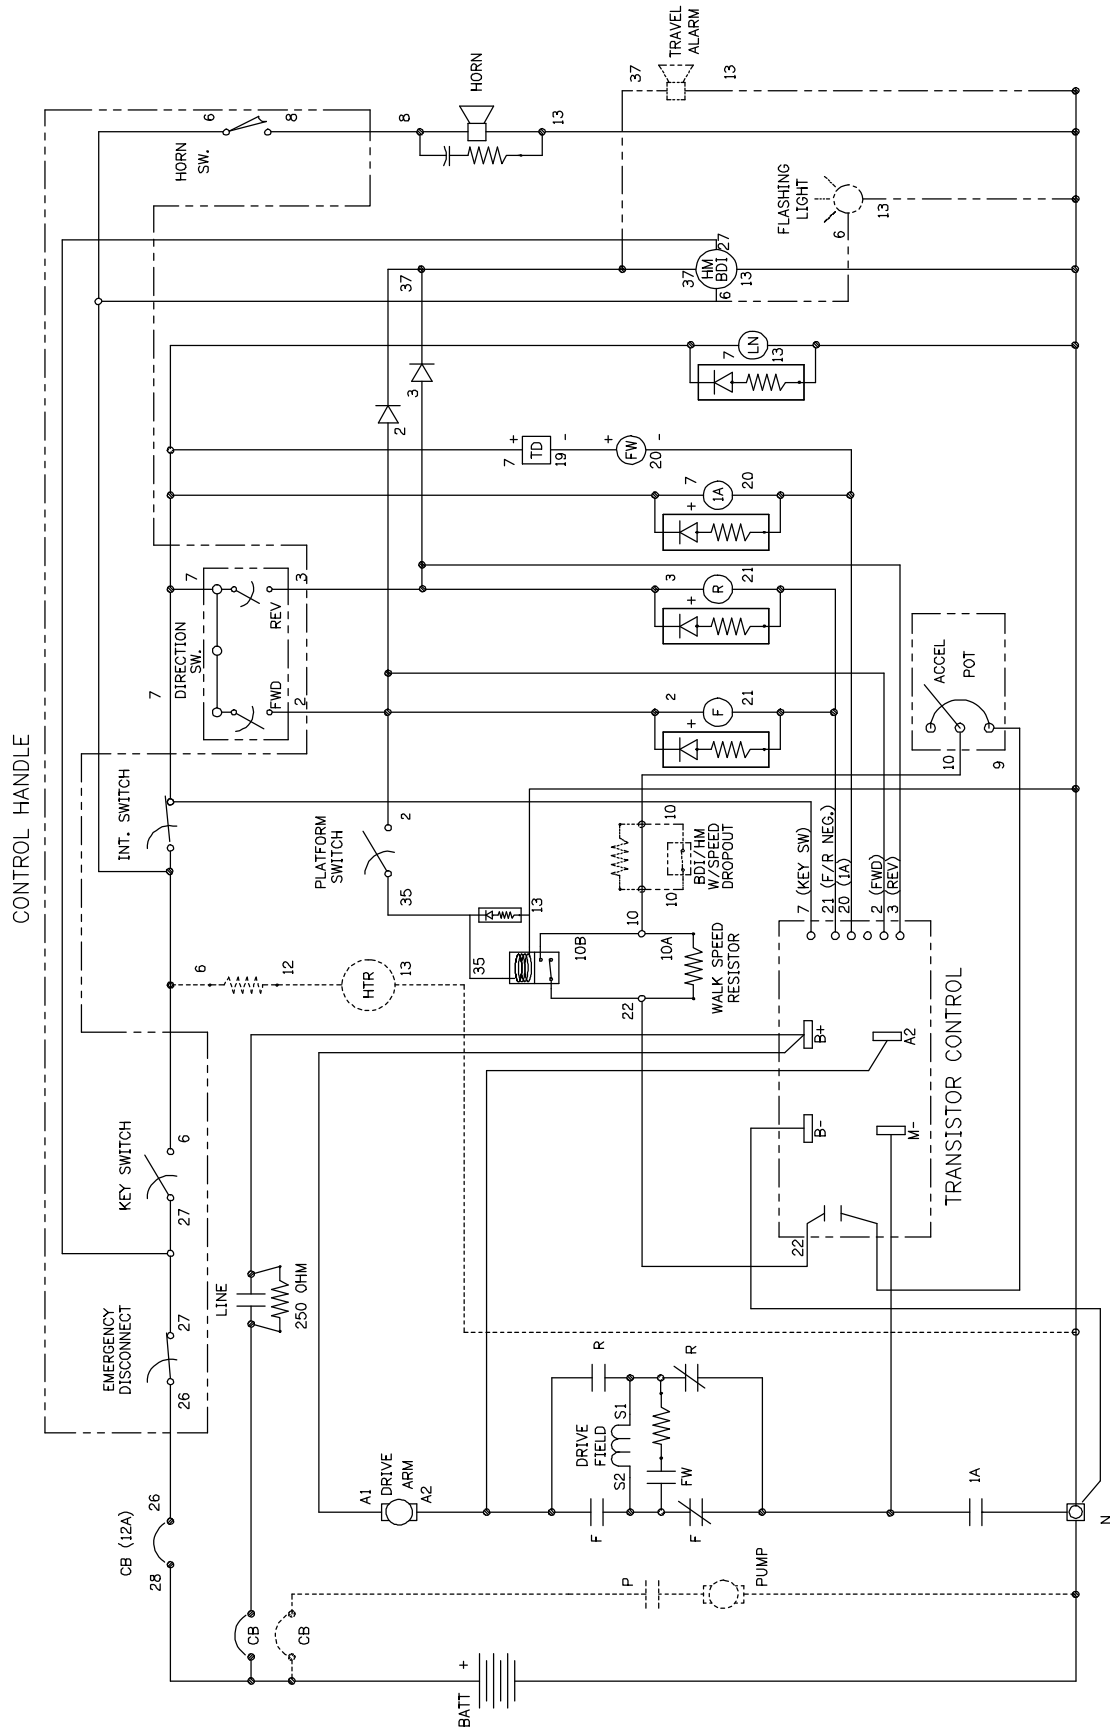 CONTROL HANDLE
EMERGENCY
DISCONNECT
26
27
KEY SWITCH
27
6
INT. SWITCH
7
DIRECTION
SW.
7
FWD
REV
2
3
HORN
SW.
6
8
CB (12A)
28
26
CB
CB
LINE
250 OHM
6
12
HTR
13
PLATFORM
SWITCH
35
2
35
13
2
3
37
8
HORN
13
BATT
+
A1
DRIVE
ARM
A2
10B
10
10A
22
WALK SPEED
RESISTOR
10
10
BDI/HM
W/SPEED
DROPOUT
7
+
TD
-
19
+
FW
-
20
37
HM
BDI
27
6
13
37
TRAVEL
ALARM
13
FLASHING
LIGHT
6
13
2
+
F
21
3
+
R
21
7
+
1A
20
7
LN
13
P
PUMP
F
F
DRIVE
FIELD
S2
S1
FW
R
R
1A
N
22
B-
B+
M-
A2
7 (KEY SW)
21 (F/R NEG.)
20 (1A)
2 (FWD)
3 (REV)
TRANSISTOR CONTROL
10
9
ACCEL
POT